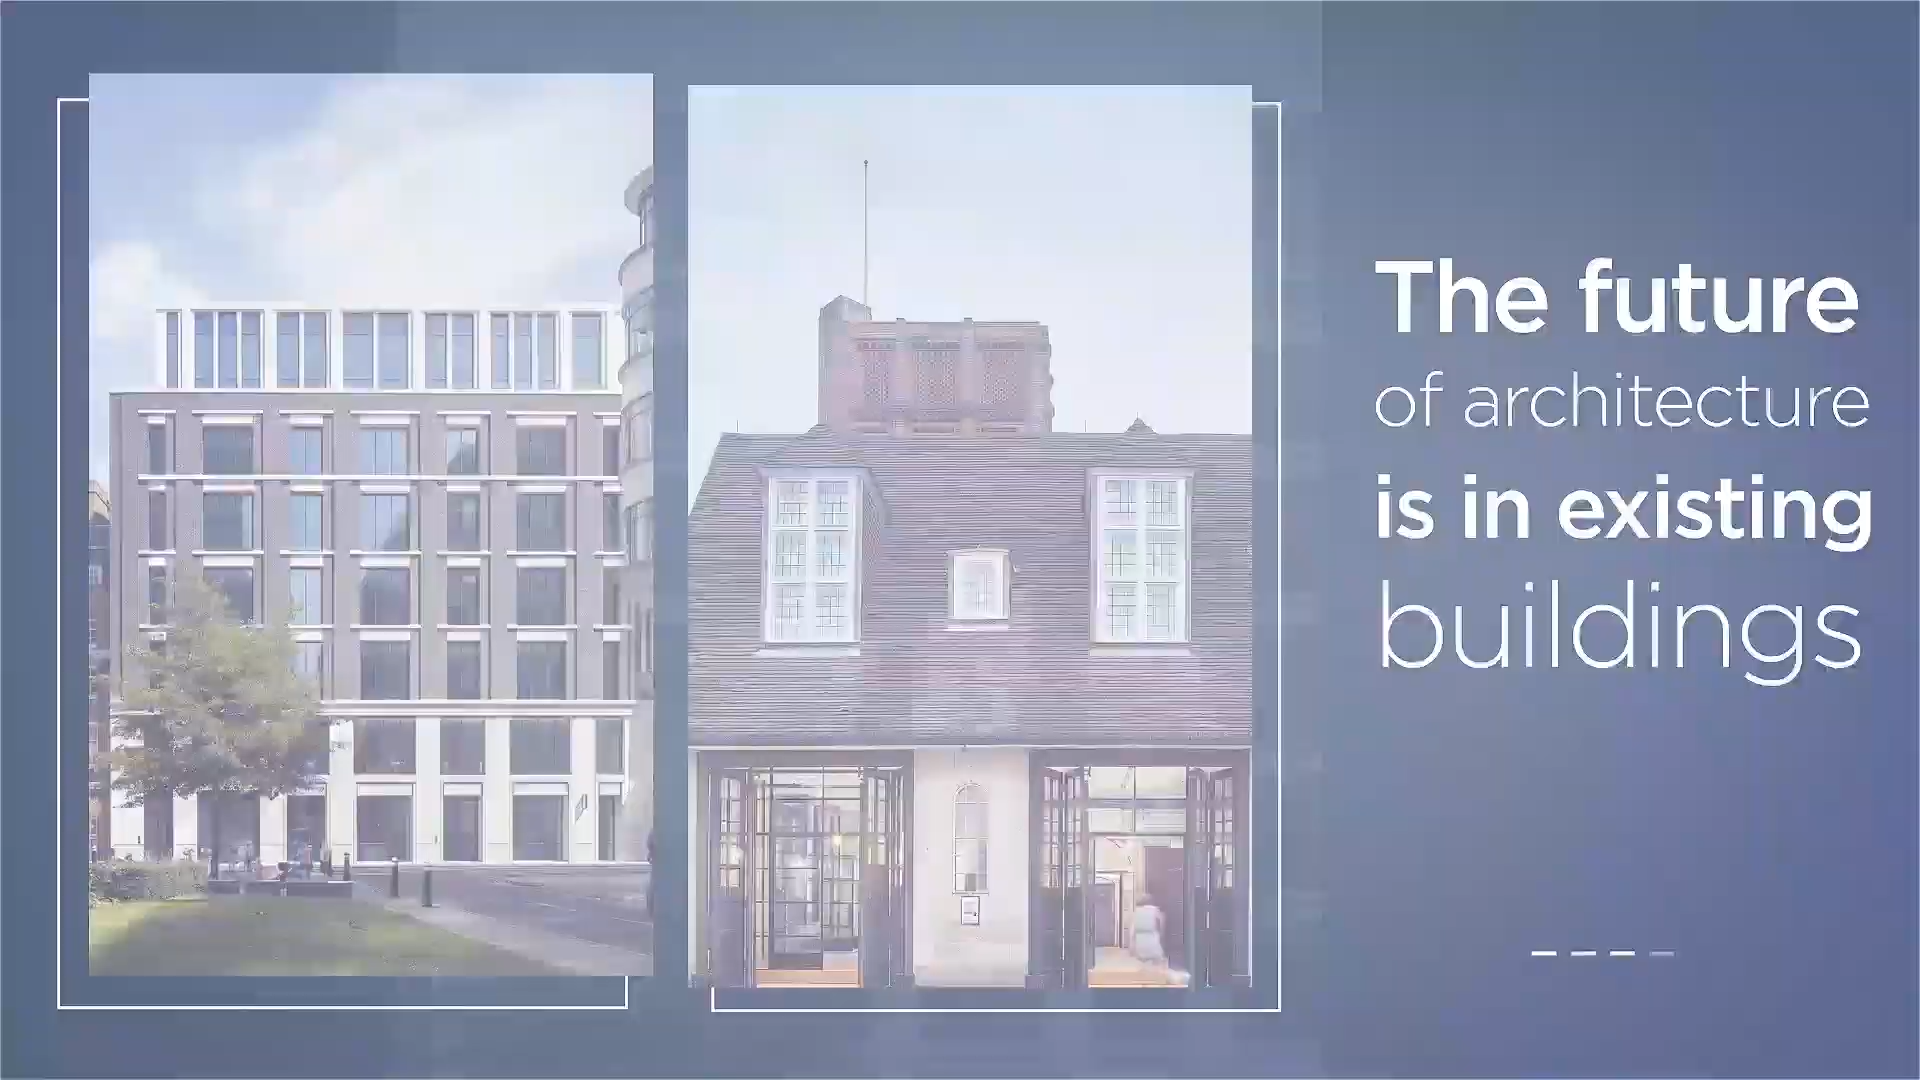 The future
of architecture
is in existing
buildings